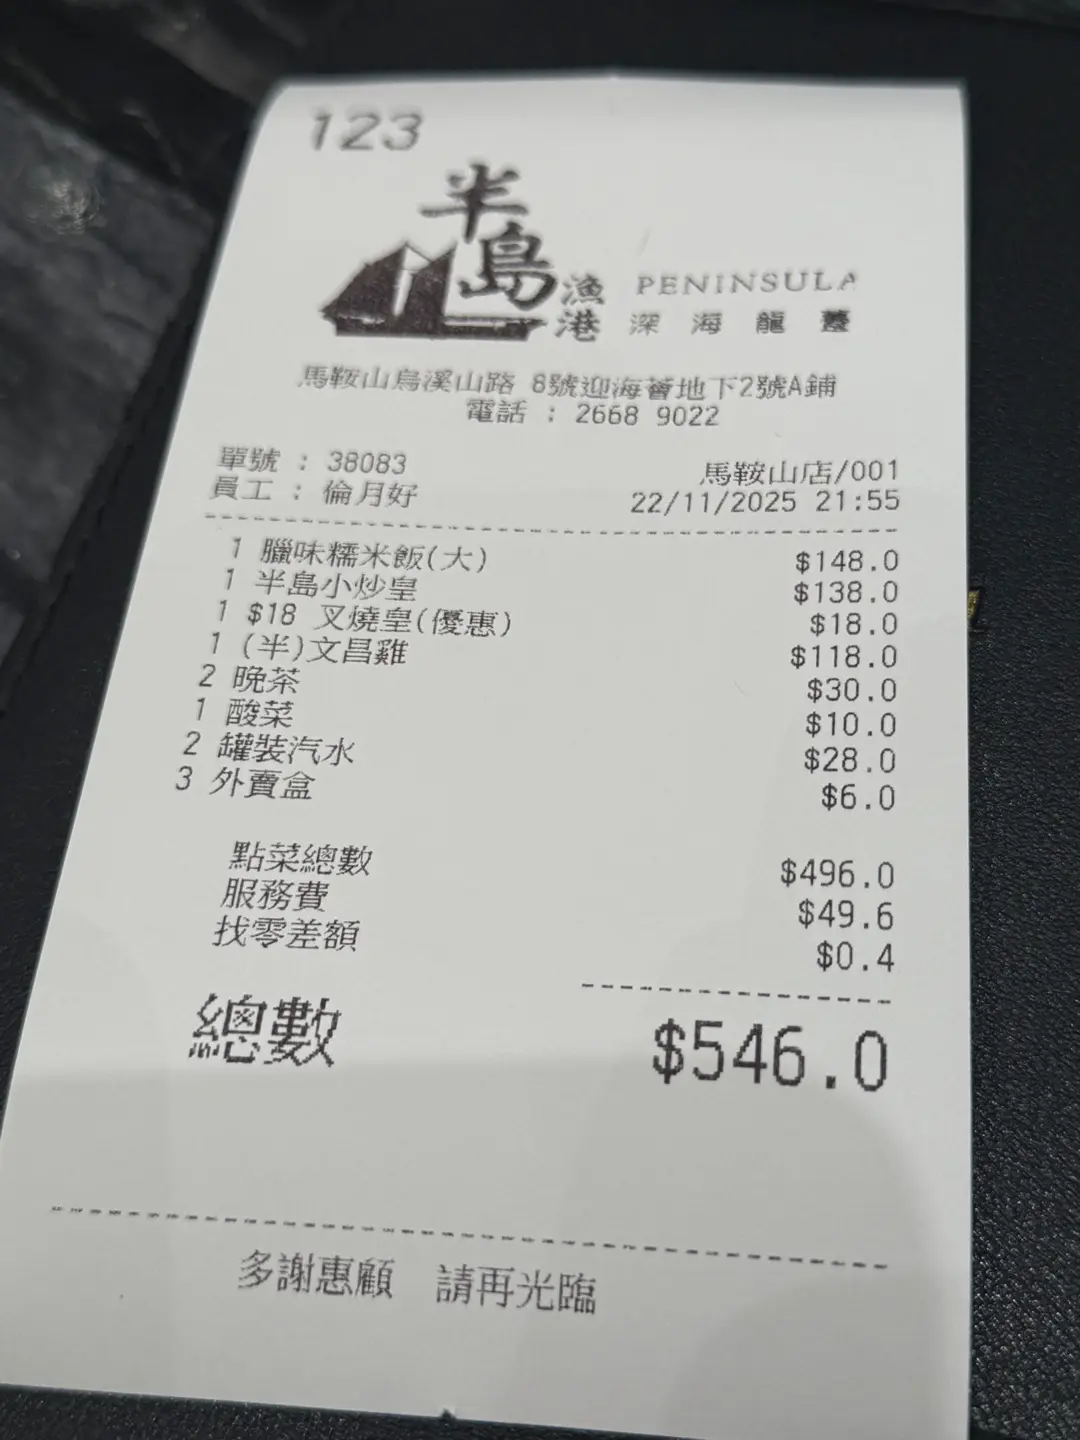 123
半島漁港 PENINSULA
深海龍躉
馬鞍山烏溪沙路 8號迎海薈地下2號A鋪
電話 : 2668 9022
單號 : 38083 馬鞍山店/001
員工 : 倫月好 22/11/2025 21:55
1 臘味糯米飯(大) $148.0
1 半島小炒皇 $138.0
1 $18 叉燒皇(優惠) $18.0
1 (半)文昌雞 $118.0
2 晚茶 $30.0
1 酸菜 $10.0
2 罐裝汽水 $28.0
3 外賣盒 $6.0
點菜總數 $496.0
服務費 $49.6
找零差額 $0.4
總數 $546.0
多謝惠顧 請再光臨